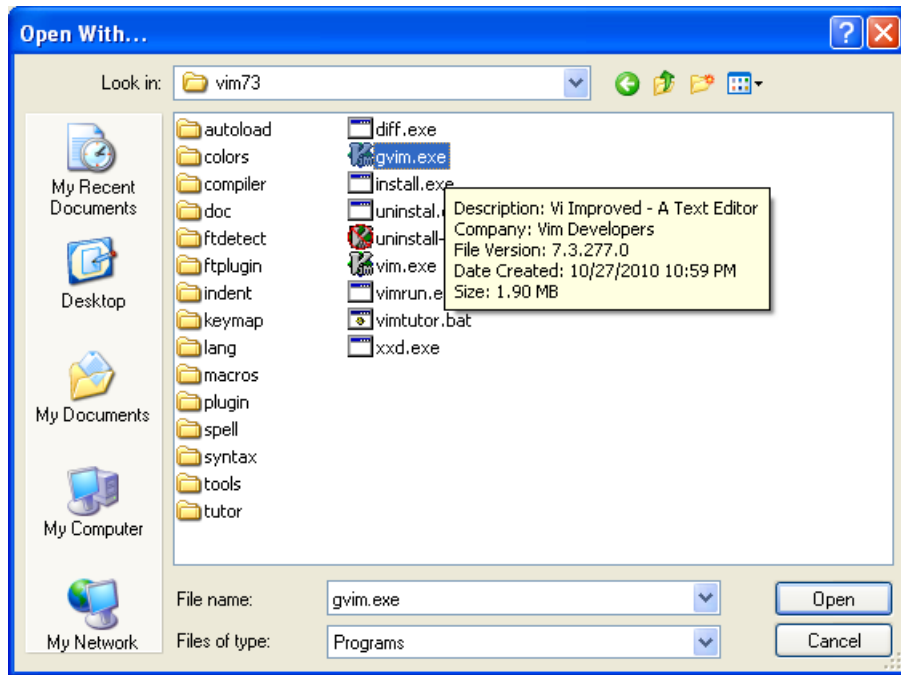 Open With...
Look in:
vim73
My Recent
Documents
Desktop
My Documents
My Computer
My Network
autoload
colors
compiler
doc
ftdetect
ftplugin
indent
keymap
lang
macros
plugin
spell
syntax
tools
tutor
diff.exe
gvim.exe
install.exe
uninstal.
uninstall-
vim.exe
vimrun.e
vimtutor.bat
xxd.exe
Description: Vi Improved - A Text Editor
Company: Vim Developers
File Version: 7.3.277.0
Date Created: 10/27/2010 10:59 PM
Size: 1.90 MB
File name:
gvim.exe
Open
Files of type:
Programs
Cancel